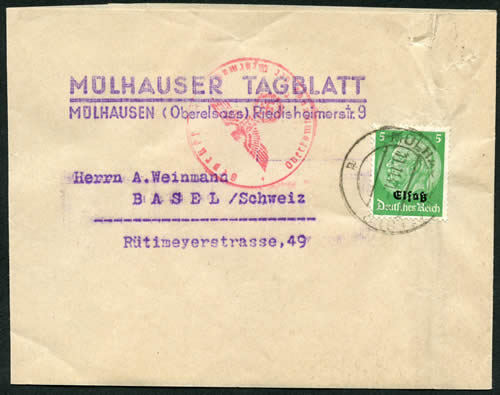 MÜLHAUSER TAGBLATT
MÜLHAUSEN (Oberelsass) Riedisheimerstr. 9
Herrn A.Weinmann
BASEL /Schweiz
Rütimeyerstrasse,49
5 5
Elsaß
Deutsches Reich